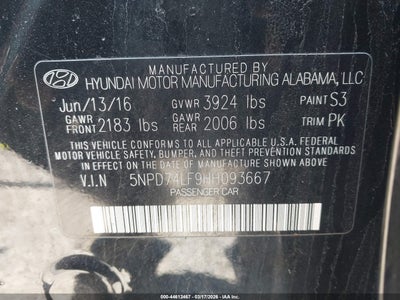 MANUFACTURED BY
HYUNDAI MOTOR MANUFACTURING ALABAMA, LLC
Jun/13/16 GVWR 3924 lbs PAINT S3
GAWR FRONT 2183 lbs GAWR REAR 2006 lbs TRIM PK
THIS VEHICLE CONFORMS TO ALL APPLICABLE U.S.A. FEDERAL
MOTOR VEHICLE SAFETY, BUMPER, AND THEFT PREVENTION STANDARDS
IN EFFECT ON THE DATE OF MANUFACTURE SHOWN ABOVE.
V.I.N 5NPD74LF9HH093667
PASSENGER CAR
000-44612467 - 03/17/2026 - COPYRIGHT IAA, LLC